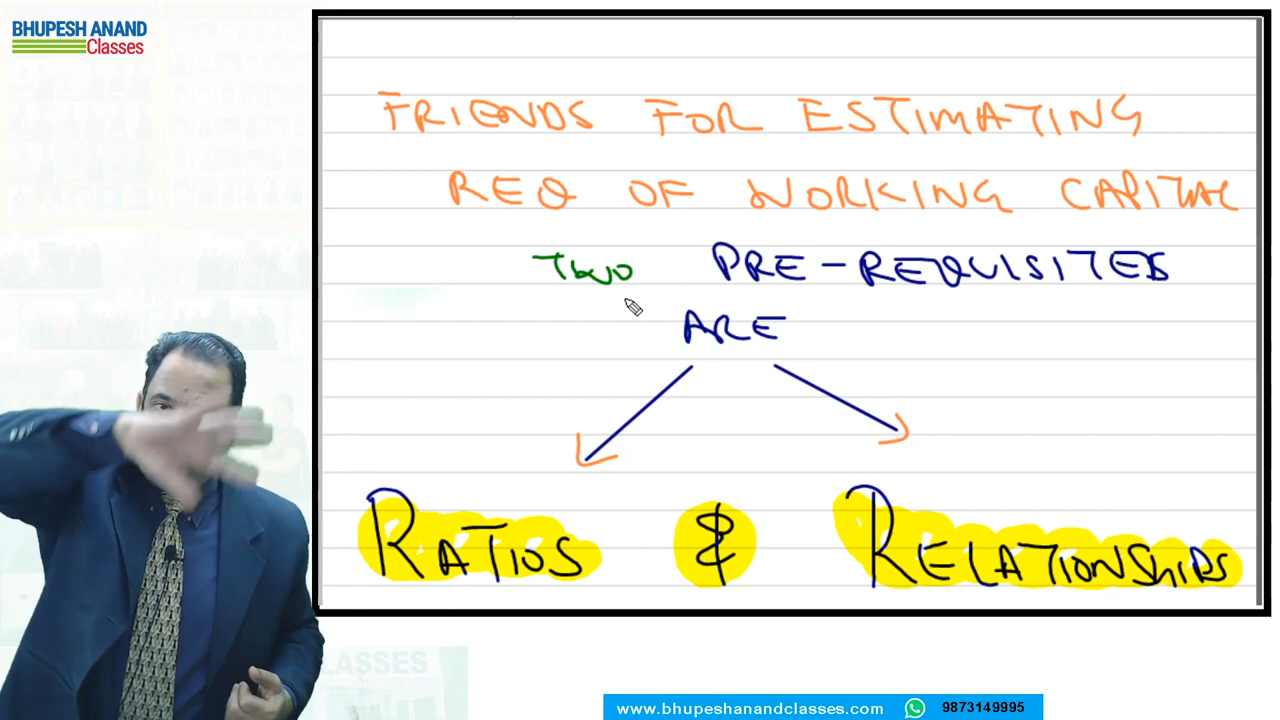 BHUPESH ANAND
Classes
FRIENDS FOR ESTIMATING
REQ OF WORKING CAPITAL
TWO PRE-REQUISITES
ARE
RATIOS & RELATIONSHIPS
LASSES
www.bhupeshanandclasses.com 9873149995